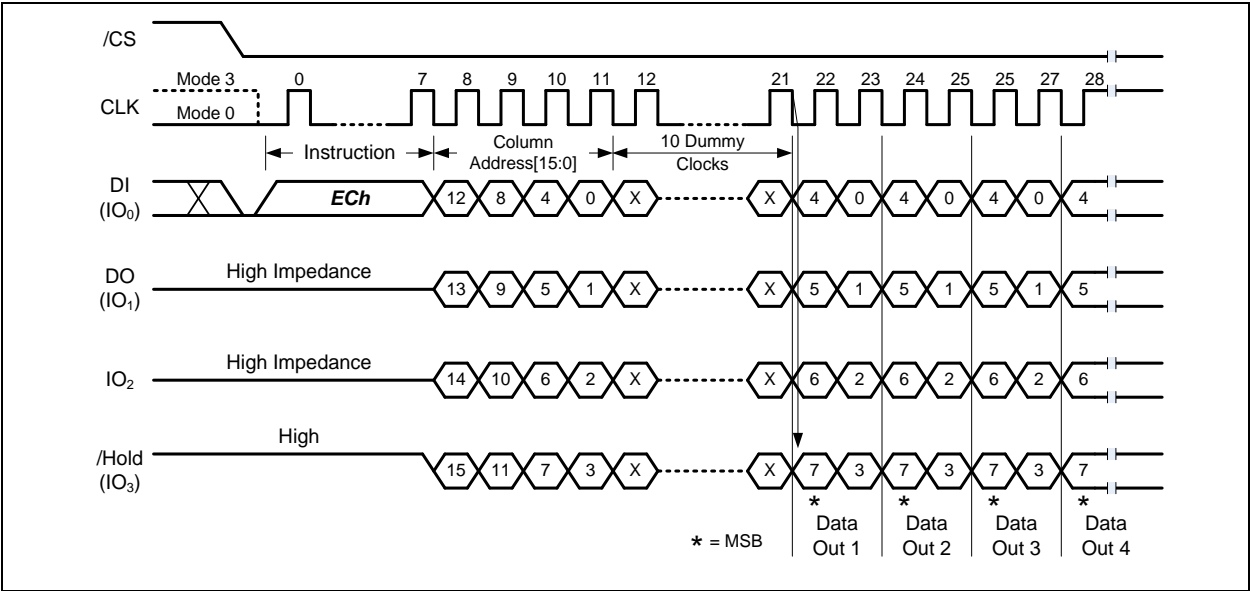 /CS
Mode 3 0 7 8 9 10 11 12 21 22 23 24 25 25 27 28
CLK
Mode 0
Instruction Column Address[15:0] 10 Dummy Clocks
DI (IO0) ECh 12 8 4 0 X X 4 0 4 0 4 0 4
High Impedance
DO (IO1) 13 9 5 1 X X 5 1 5 1 5 1 5
High Impedance
IO2 14 10 6 2 X X 6 2 6 2 6 2 6
High
/Hold (IO3) 15 11 7 3 X X 7 3 7 3 7 3 7
* * * *
* = MSB Data Out 1 Data Out 2 Data Out 3 Data Out 4